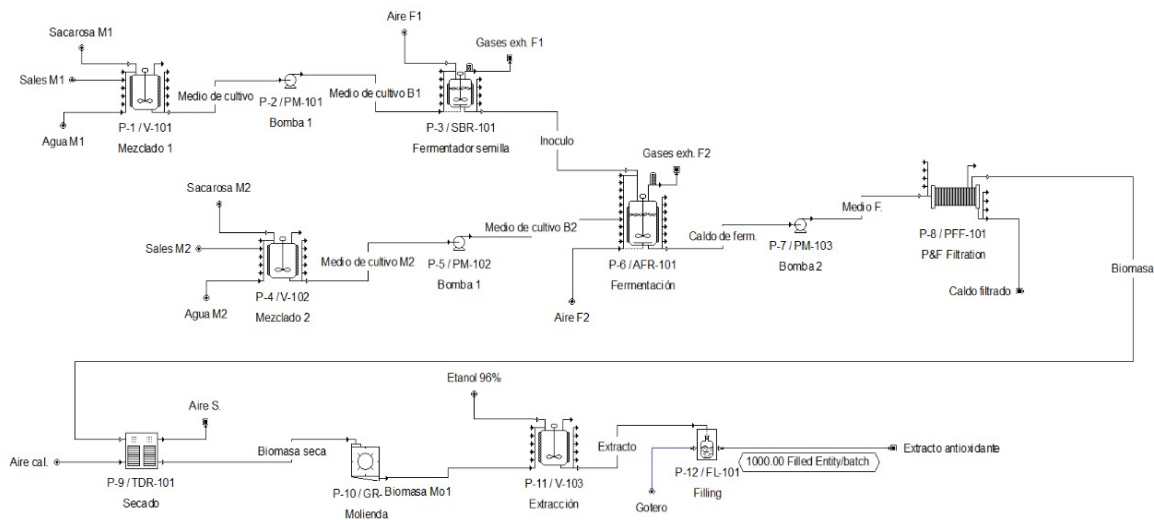 Aire F1
Sacarosa M1
Gases exh. F1
Sales M1
Medio de cultivo
P-2 / PM-101
Bomba 1
Medio de cultivo B1
Agua M1
P-1 / V-101
Mezclado 1
P-3 / SBR-101
Fermentador semilla
Inoculo
Gases exh. F2
Sacarosa M2
Medio F.
Medio de cultivo B2
Sales M2
Caldo de ferm.
P-7 / PM-103
Bomba 2
P-8 / PFF-101
P&F Filtration
Medio de cultivo M2
P-5 / PM-102
Bomba 1
P-6 / AFR-101
Fermentación
Biomasa
Agua M2
P-4 / V-102
Mezclado 2
Aire F2
Caldo filtrado
Etanol 96%
Aire S.
Biomasa seca
Extracto
Extracto antioxidante
Aire cal.
1000.00 Filled Entity/batch
P-9 / TDR-101
Secado
P-10 / GR-
Molienda
Biomasa Mo1
P-11 / V-103
Extracción
P-12 / FL-101
Filling
Gotero